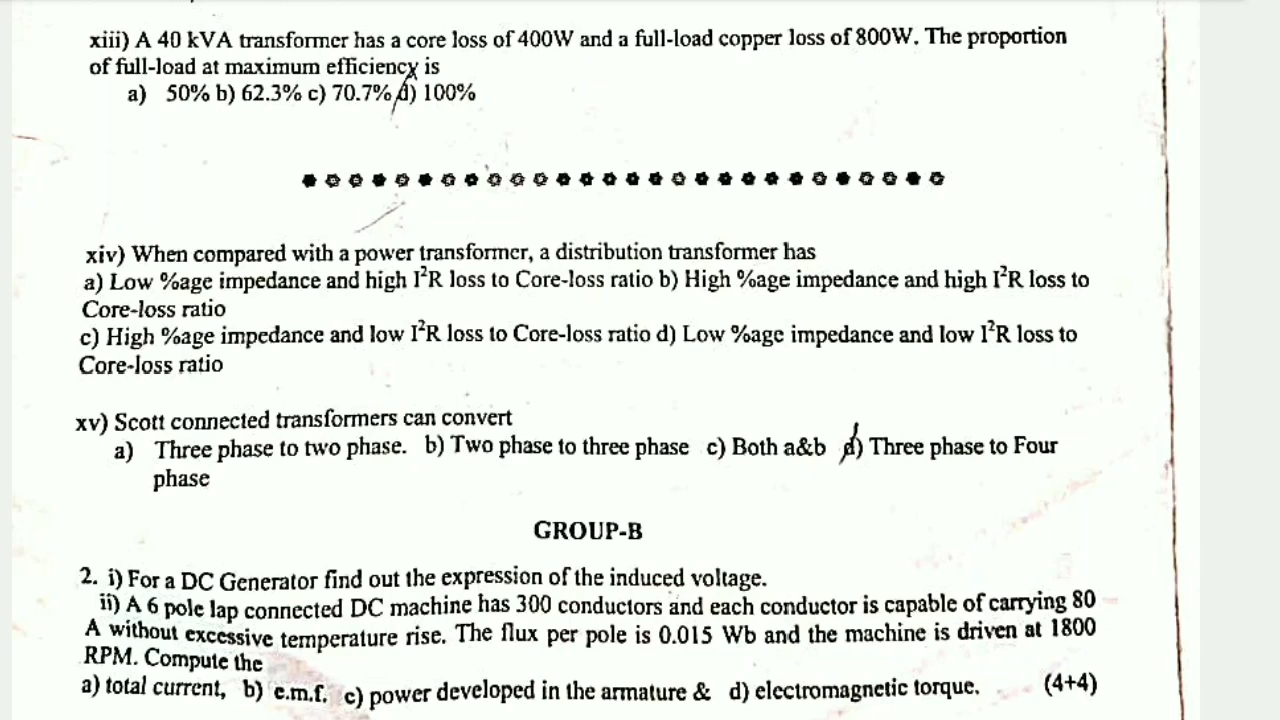 xiii) A 40 kVA transformer has a core loss of 400W and a full-load copper loss of 800W. The proportion
of full-load at maximum efficiency is
a) 50% b) 62.3% c) 70.7% d) 100%
xiv) When compared with a power transformer, a distribution transformer has
a) Low %age impedance and high I²R loss to Core-loss ratio b) High %age impedance and high I²R loss to
Core-loss ratio
c) High %age impedance and low I²R loss to Core-loss ratio d) Low %age impedance and low I²R loss to
Core-loss ratio
xv) Scott connected transformers can convert
a) Three phase to two phase. b) Two phase to three phase c) Both a&b d) Three phase to Four
phase
GROUP-B
2. i) For a DC Generator find out the expression of the induced voltage.
ii) A 6 pole lap connected DC machine has 300 conductors and each conductor is capable of carrying 80
A without excessive temperature rise. The flux per pole is 0.015 Wb and the machine is driven at 1800
RPM. Compute the
a) total current, b) e.m.f. c) power developed in the armature & d) electromagnetic torque. (4+4)